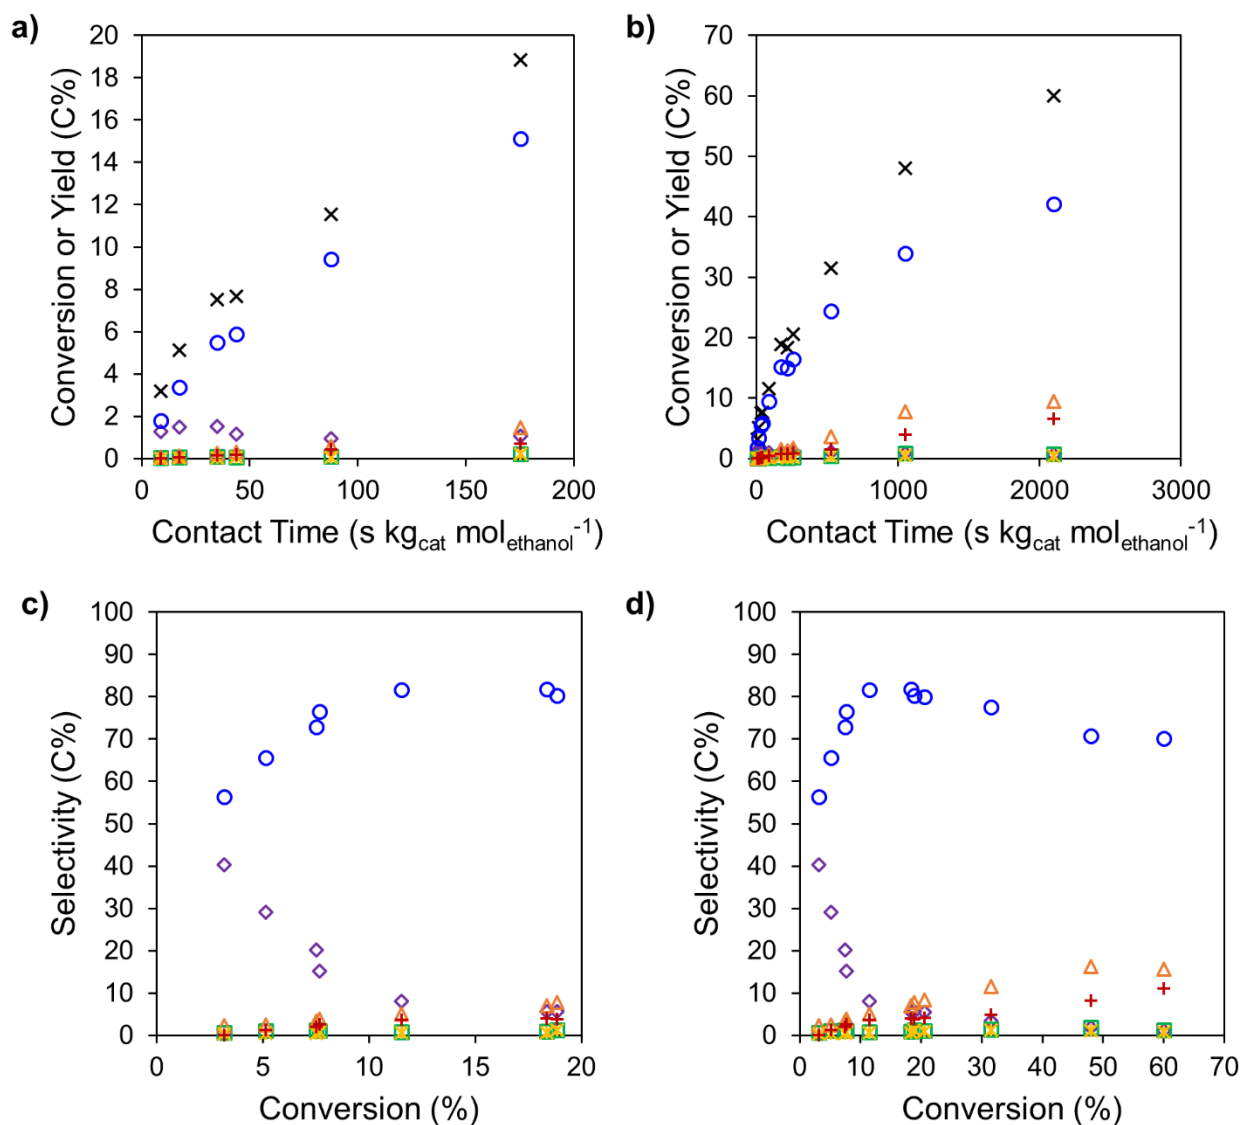 a)
20
18
16
14
12
10
8
6
4
2
0
0 50 100 150 200
Conversion or Yield (C%)
Contact Time (s kgcat molethanol-1)
b)
70
60
50
40
30
20
10
0
0 1000 2000 3000
Conversion or Yield (C%)
Contact Time (s kgcat molethanol-1)
c)
100
90
80
70
60
50
40
30
20
10
0
0 5 10 15 20
Selectivity (C%)
Conversion (%)
d)
100
90
80
70
60
50
40
30
20
10
0
0 10 20 30 40 50 60 70
Selectivity (C%)
Conversion (%)